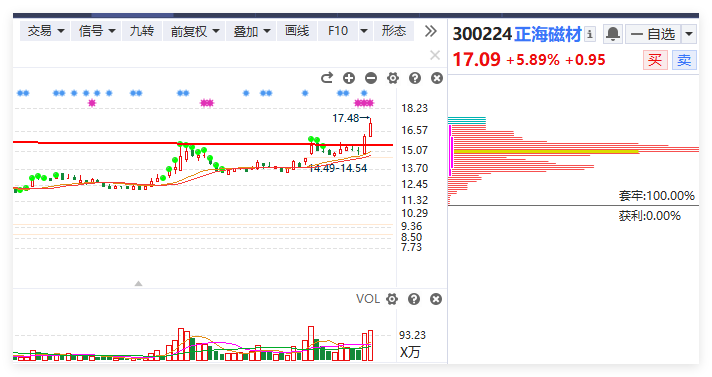 交易 信号 九转 前复权 叠加 画线 F10 形态
300224 正海磁材 一 自选
17.09 +5.89% +0.95 买 卖
18.23
17.48
16.57
15.07
14.49-14.54
13.70
12.45
11.32
10.29
9.36
8.50
7.73
套牢:100.00%
获利:0.00%
VOL
93.23
X万